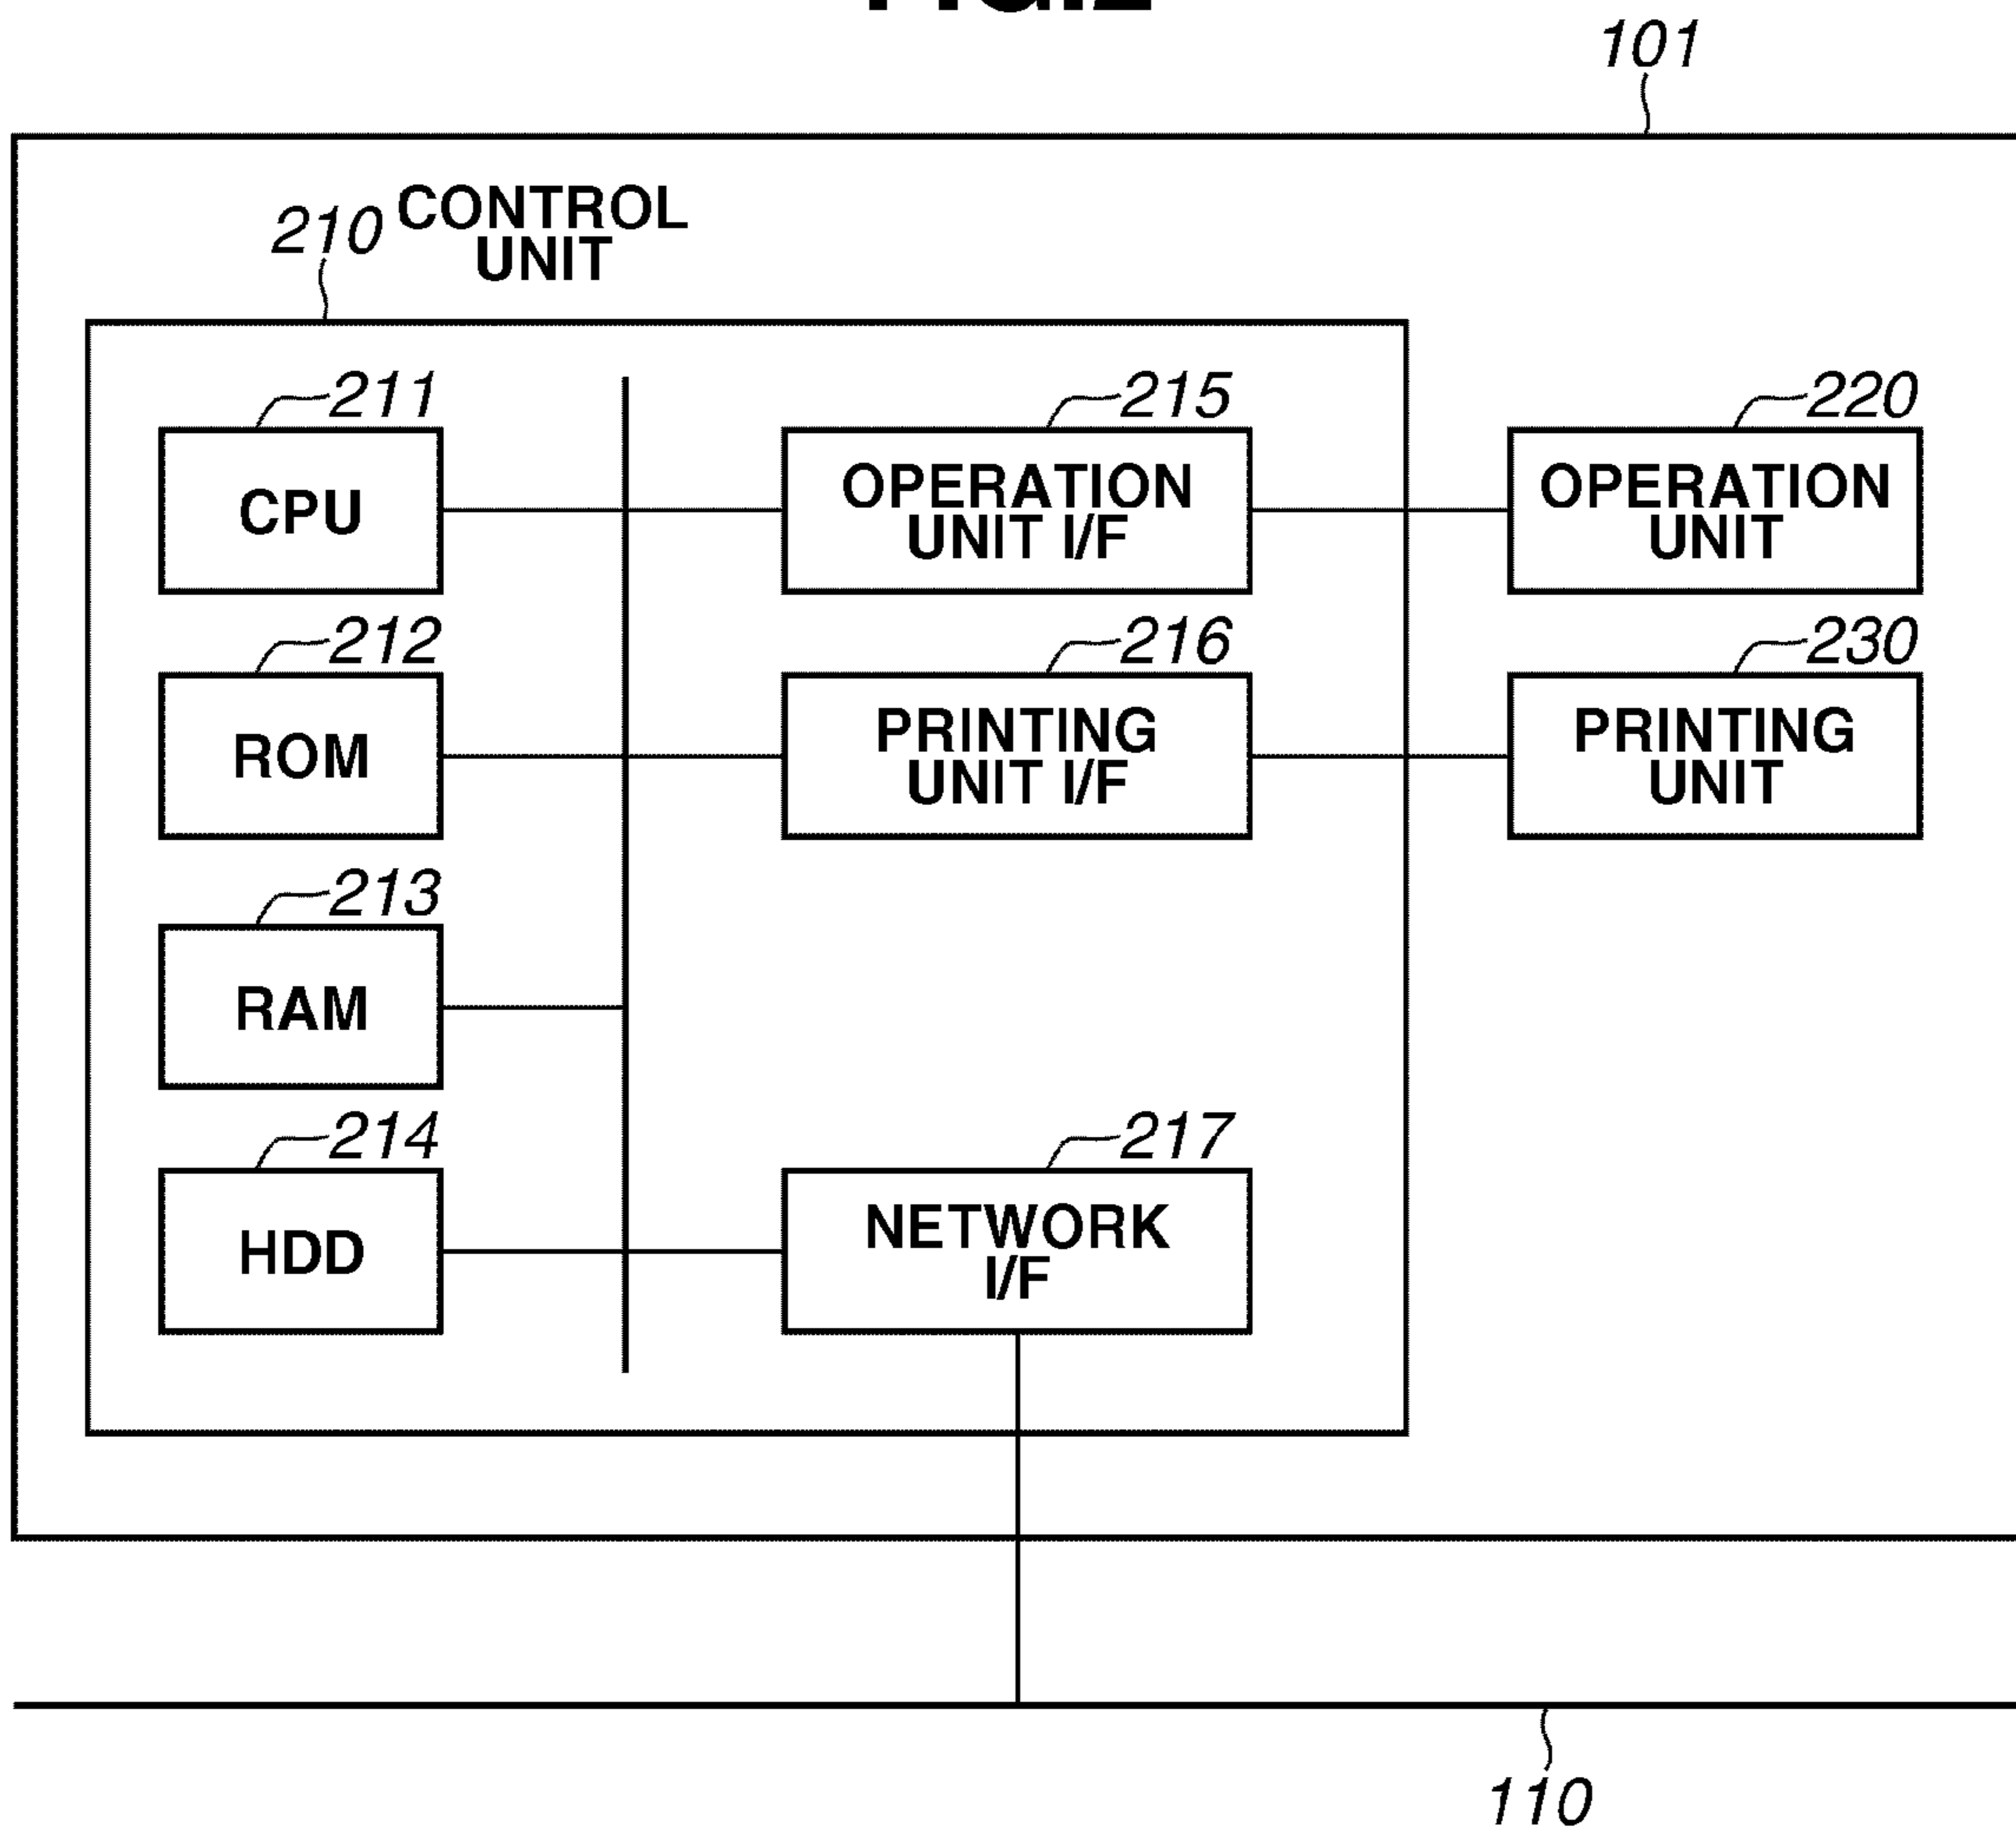 101
210 CONTROL
UNIT
211
CPU
215
OPERATION
UNIT I/F
220
OPERATION
UNIT
212
ROM
216
PRINTING
UNIT I/F
230
PRINTING
UNIT
213
RAM
214
HDD
217
NETWORK
I/F
110